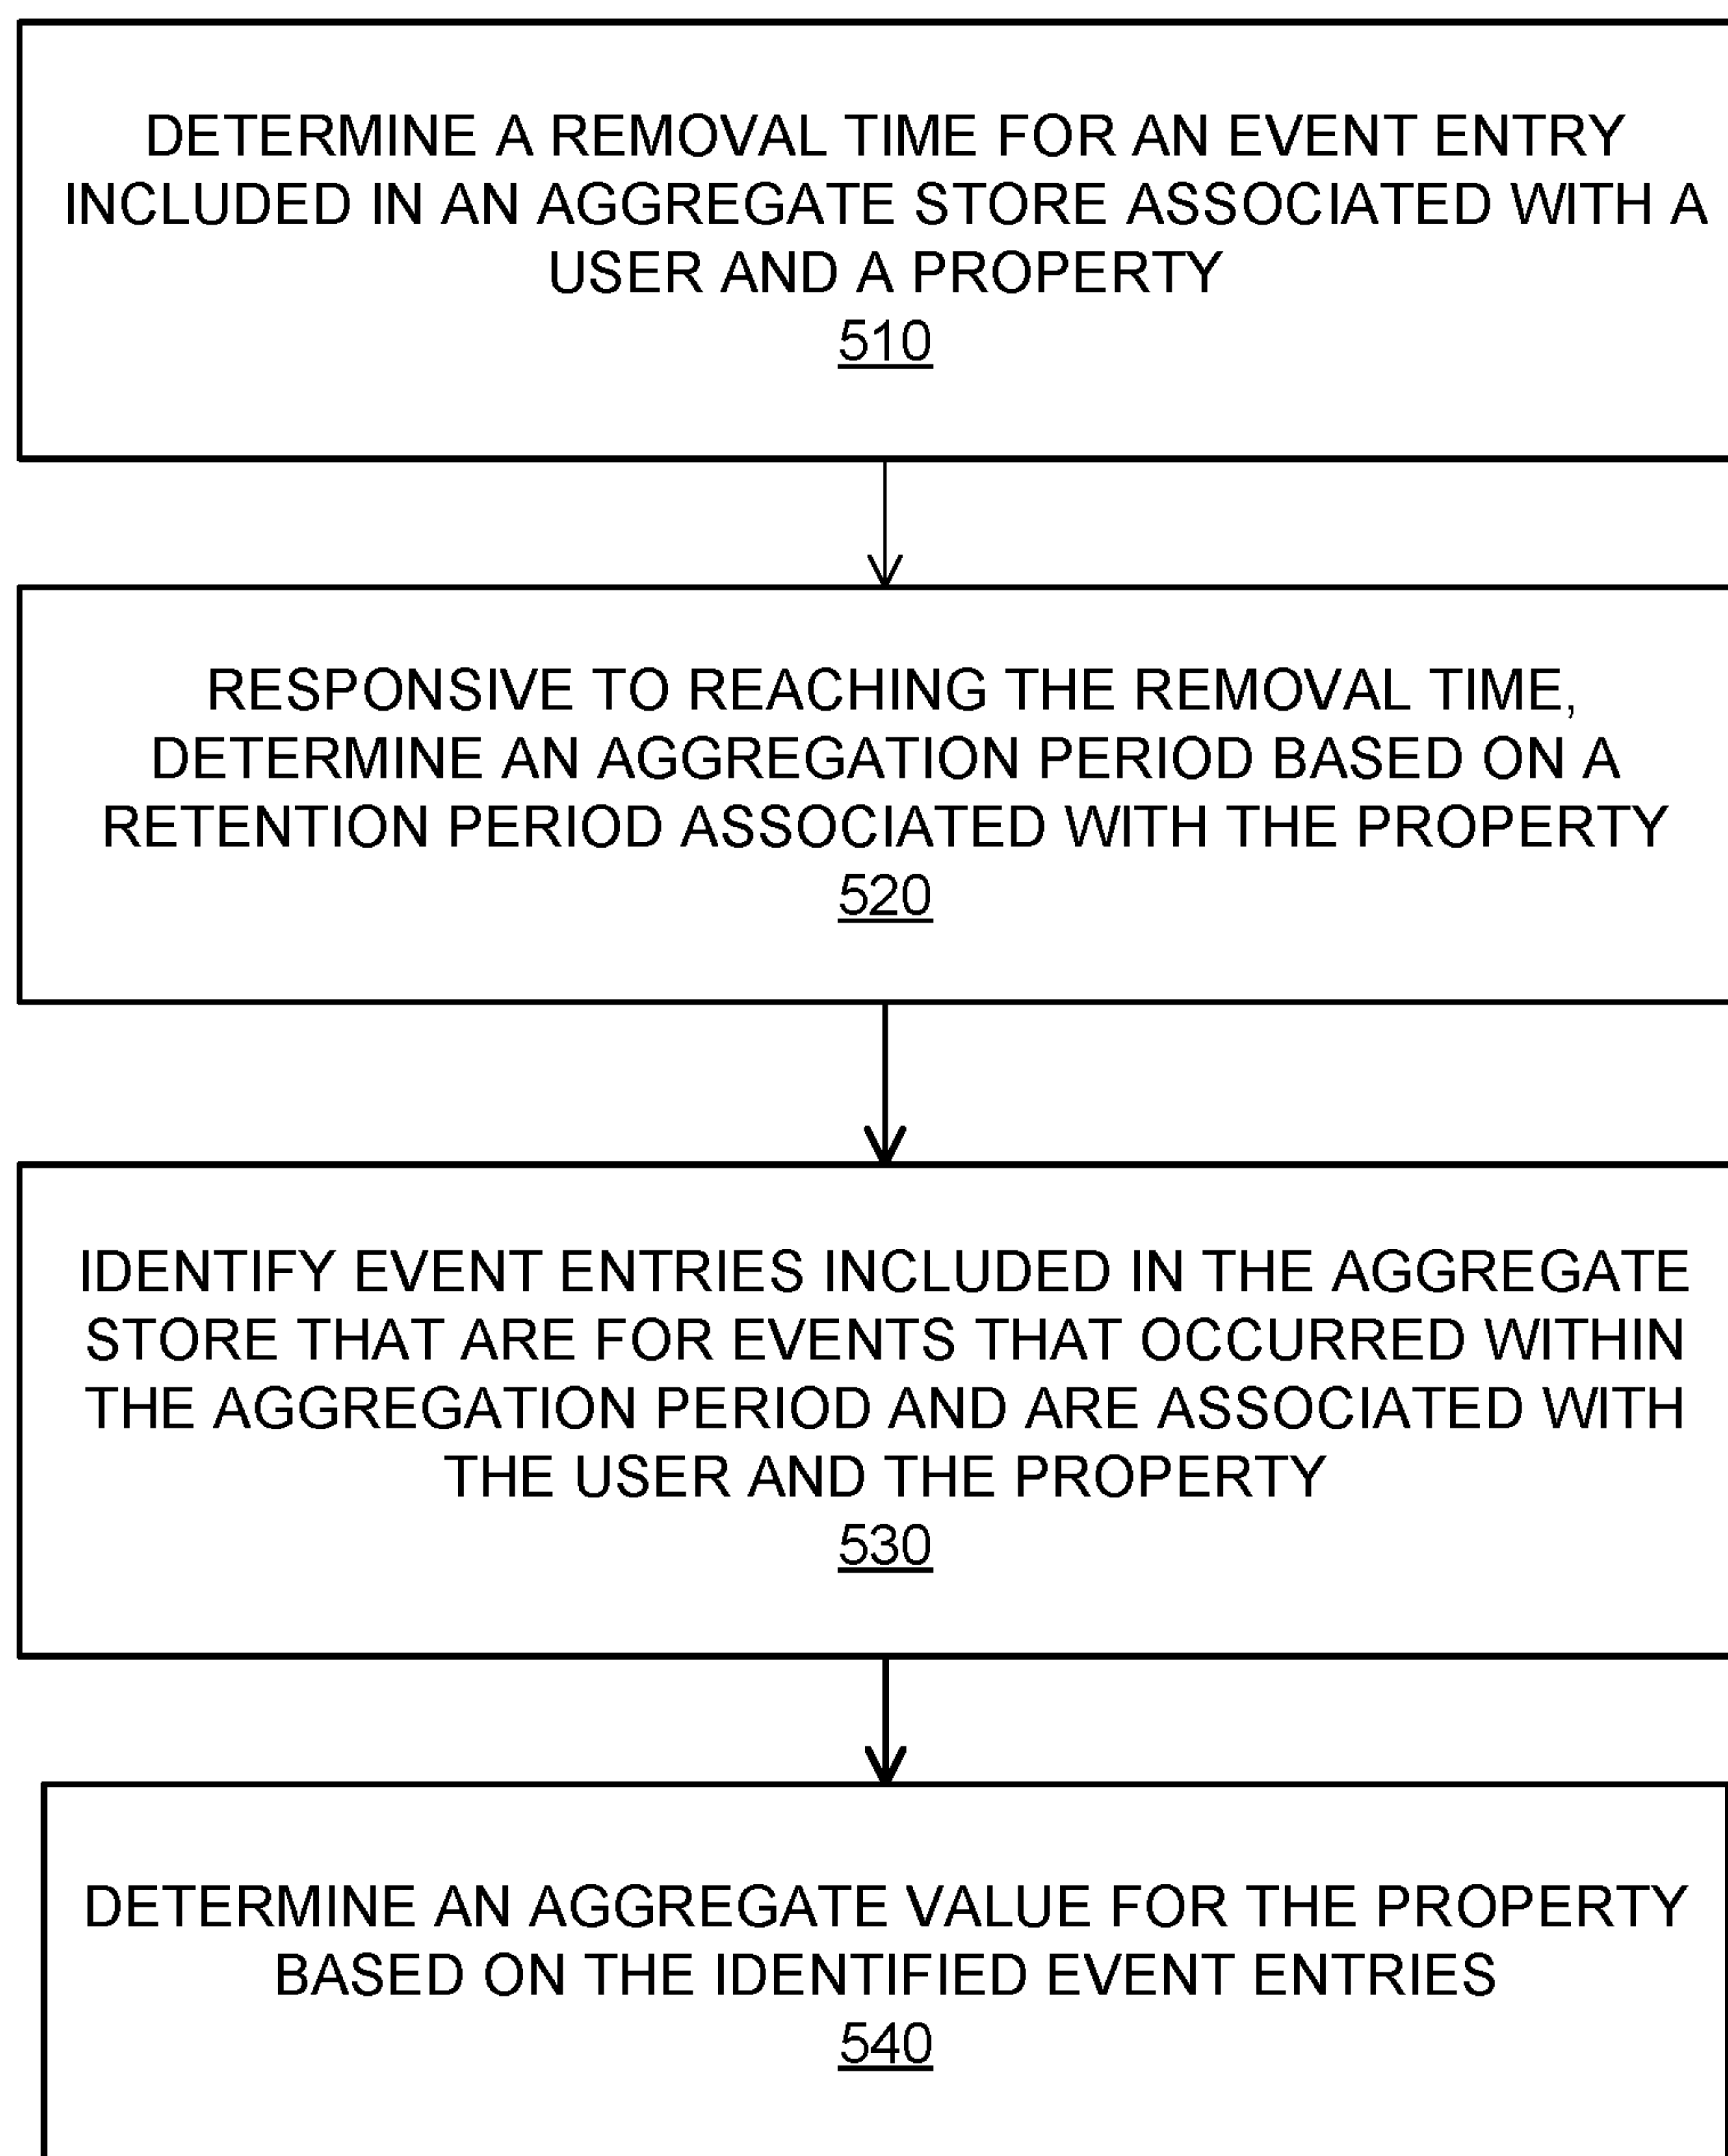 DETERMINE A REMOVAL TIME FOR AN EVENT ENTRY
INCLUDED IN AN AGGREGATE STORE ASSOCIATED WITH A
USER AND A PROPERTY
510
RESPONSIVE TO REACHING THE REMOVAL TIME,
DETERMINE AN AGGREGATION PERIOD BASED ON A
RETENTION PERIOD ASSOCIATED WITH THE PROPERTY
520
IDENTIFY EVENT ENTRIES INCLUDED IN THE AGGREGATE
STORE THAT ARE FOR EVENTS THAT OCCURRED WITHIN
THE AGGREGATION PERIOD AND ARE ASSOCIATED WITH
THE USER AND THE PROPERTY
530
DETERMINE AN AGGREGATE VALUE FOR THE PROPERTY
BASED ON THE IDENTIFIED EVENT ENTRIES
540